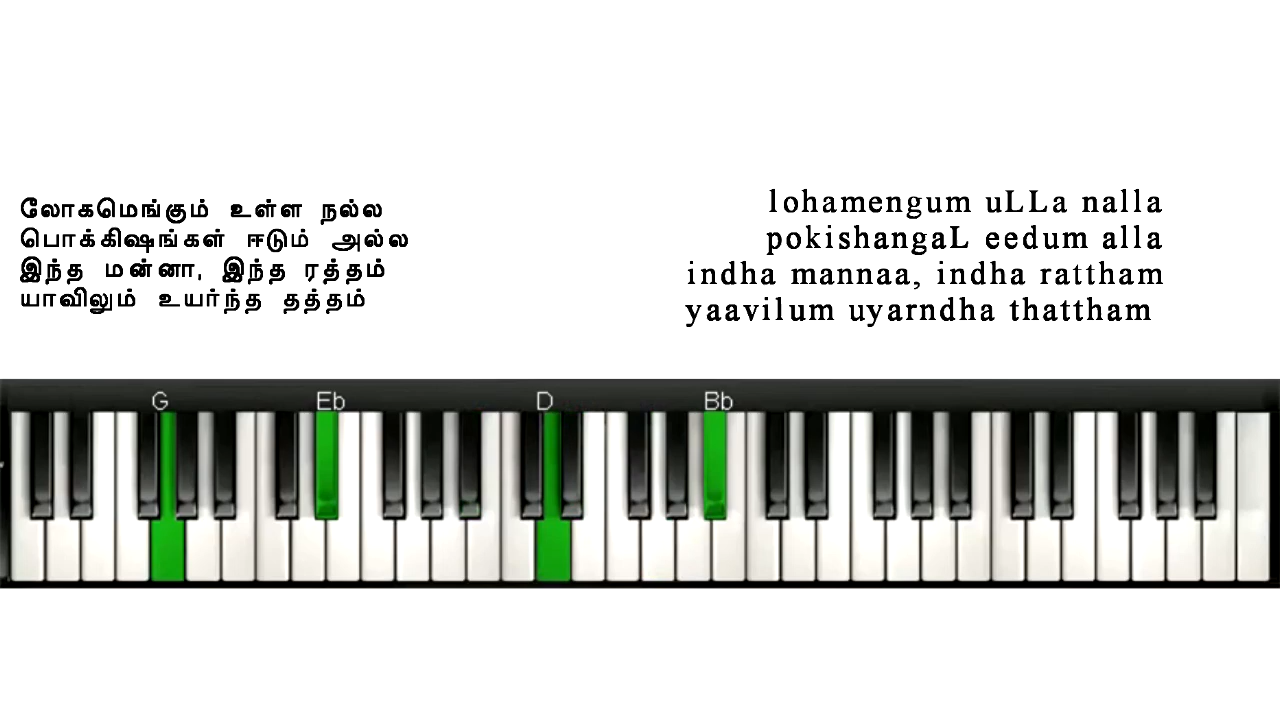 லோகமெங்கும் உள்ள நல்ல
பொக்கிஷங்கள் ஈடும் அல்ல
இந்த மன்னா, இந்த ரத்தம்
யாவிலும் உயர்ந்த தத்தம்
lohamengum uLLa nalla
pokishangaL eedum alla
indha mannaa, indha rattham
yaavilum uyarndha thattham
G Eb D Bb